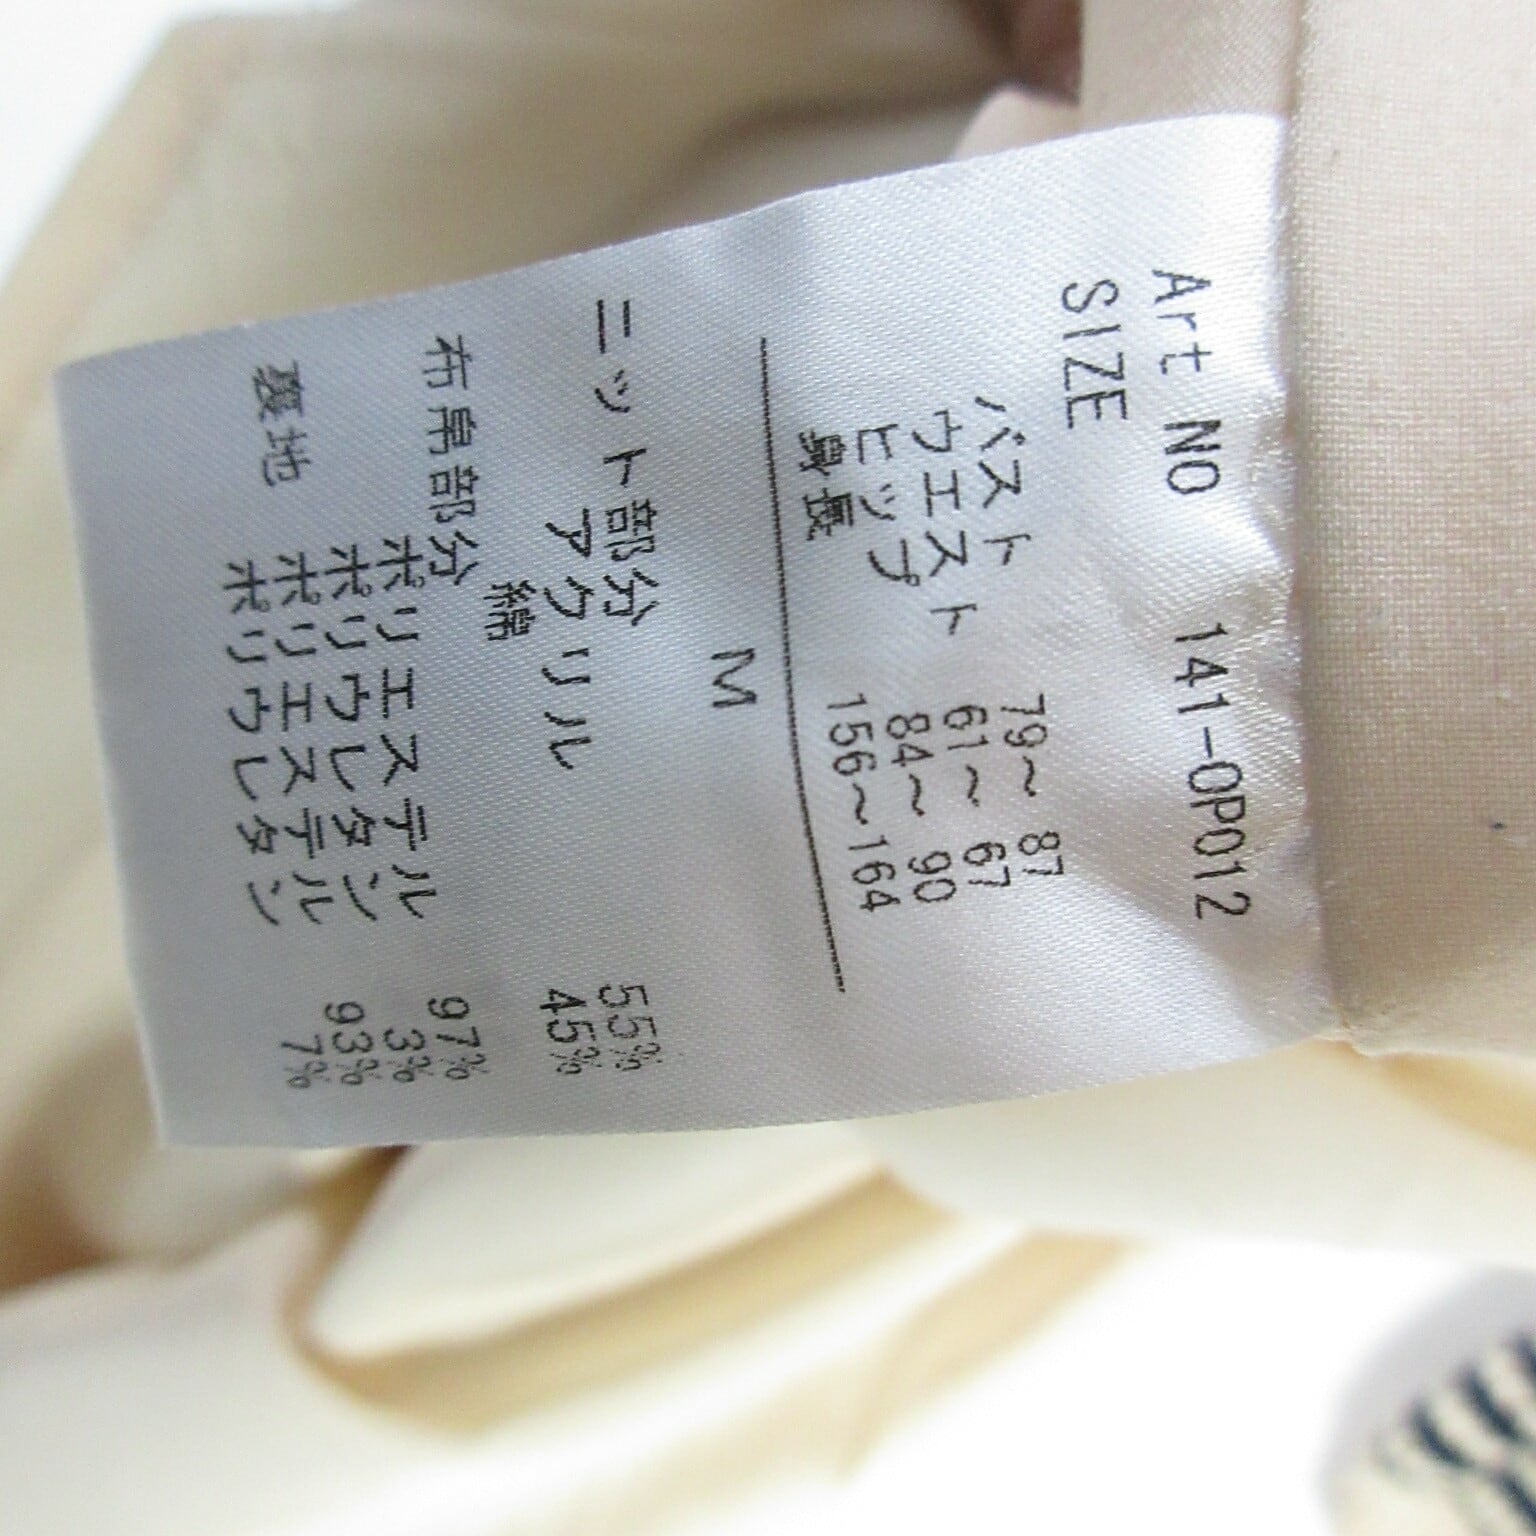 Art NO 141-OP012
SIZE
バスト 79～ 87
ウエスト 61～ 67
ヒップ 84～ 90
身長 156～164
M
ニット部分
アクリル 55%
綿 45%
布帛部分
ポリエステル 97%
ポリウレタン 3%
裏地
ポリエステル 93%
ポリウレタン 7%